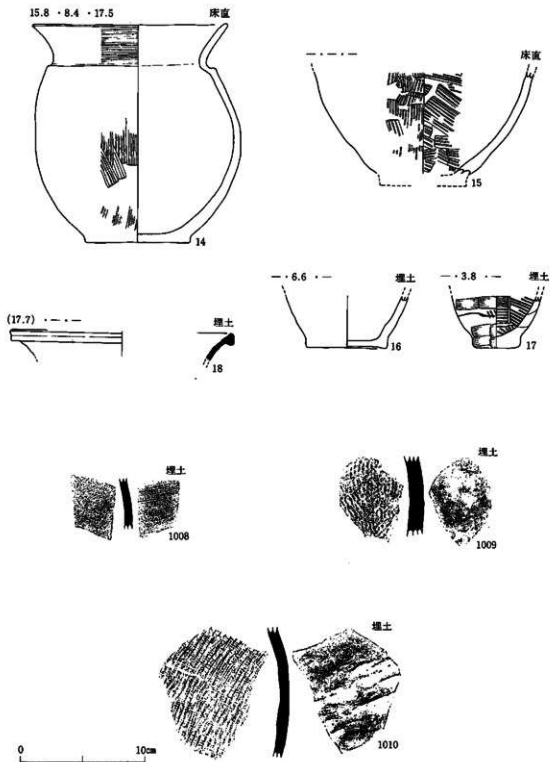 15.8 ・8.4 ・17.5
床直
14
― ・― ・―
床直
15
(17.7) ・―・―
埋土
18
― ・6.6 ・―
埋土
16
― ・3.8 ・―
埋土
17
埋土
1008
埋土
1009
埋土
1010
0 10cm